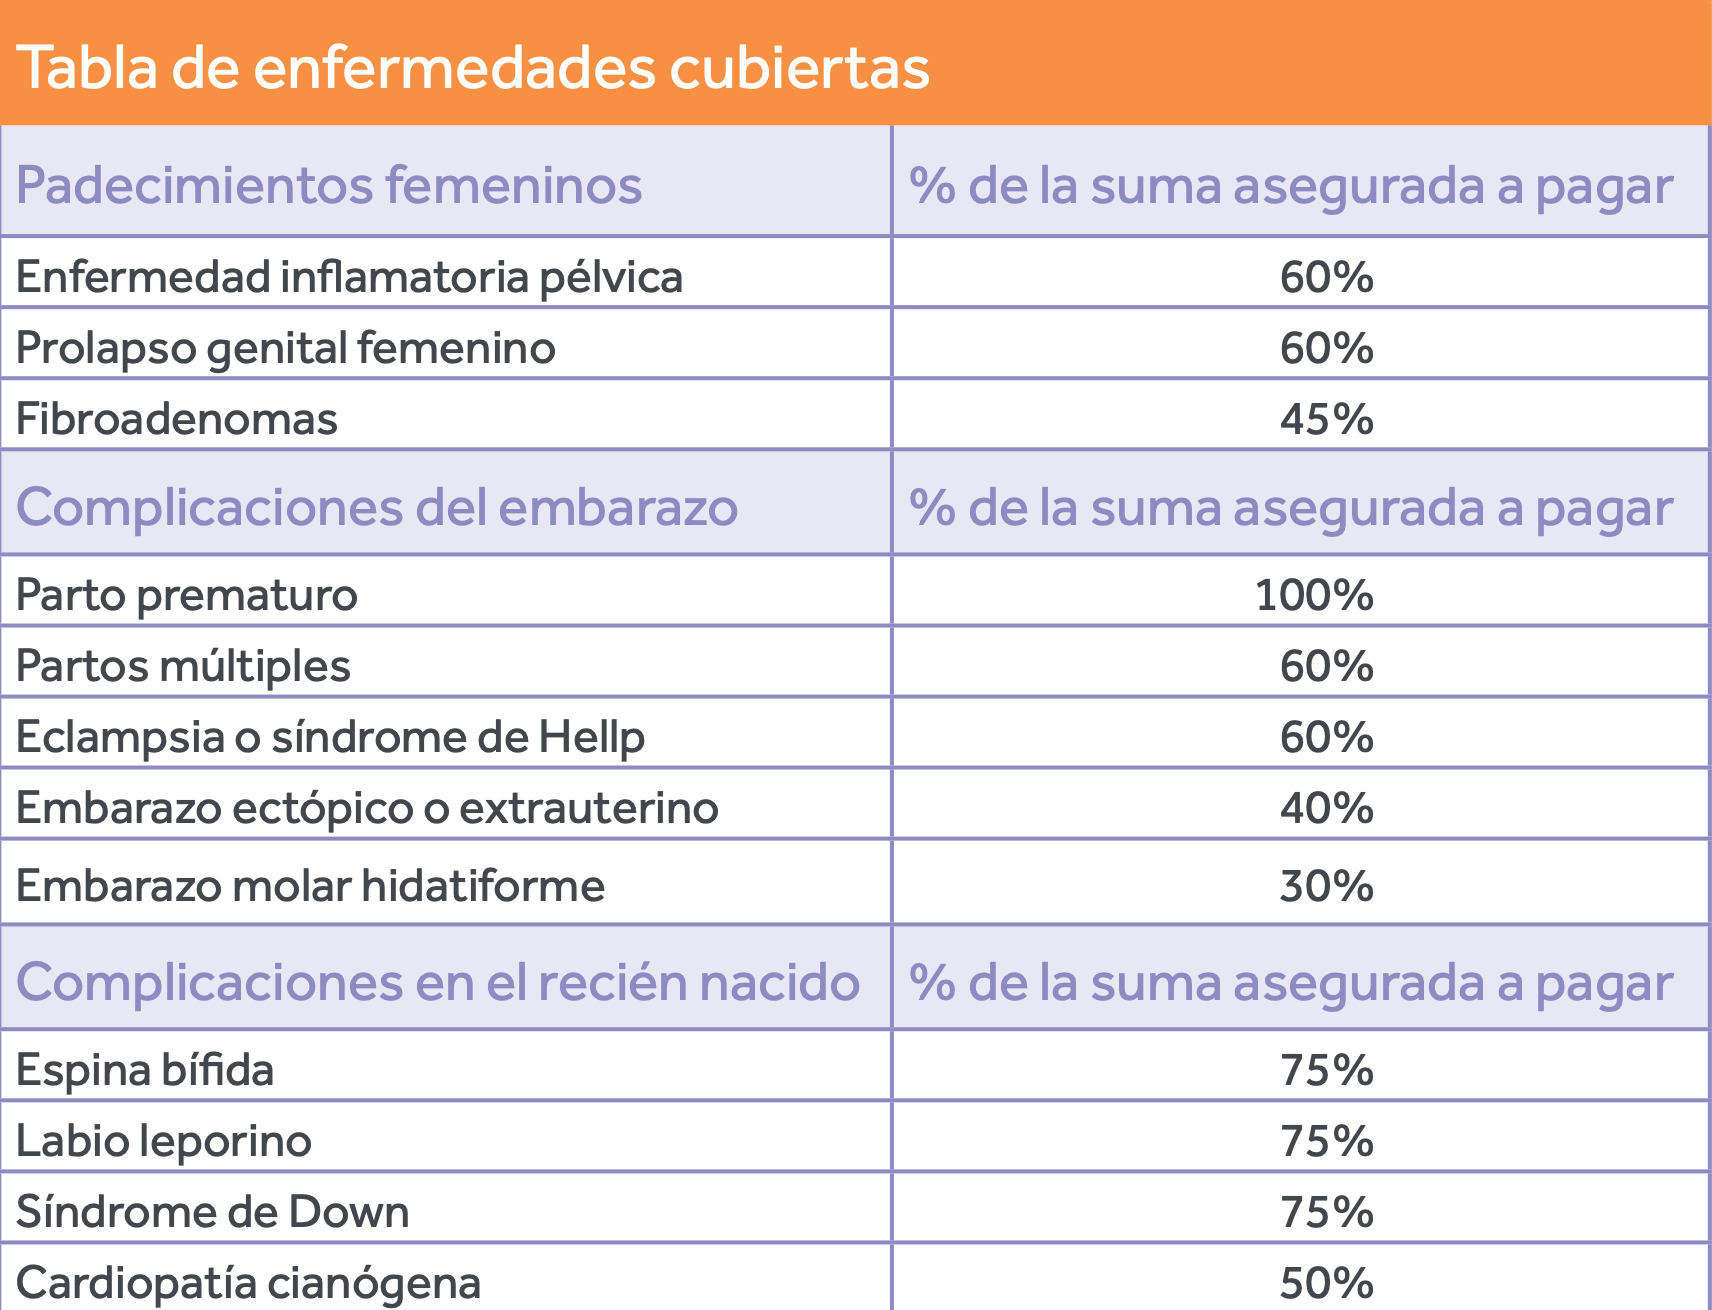 Tabla de enfermedades cubiertas
Padecimientos femeninos % de la suma asegurada a pagar
Enfermedad inflamatoria pélvica 60%
Prolapso genital femenino 60%
Fibroadenomas 45%
Complicaciones del embarazo % de la suma asegurada a pagar
Parto prematuro 100%
Partos múltiples 60%
Eclampsia o síndrome de Hellp 60%
Embarazo ectópico o extrauterino 40%
Embarazo molar hidatiforme 30%
Complicaciones en el recién nacido % de la suma asegurada a pagar
Espina bífida 75%
Labio leporino 75%
Síndrome de Down 75%
Cardiopatía cianógena 50%